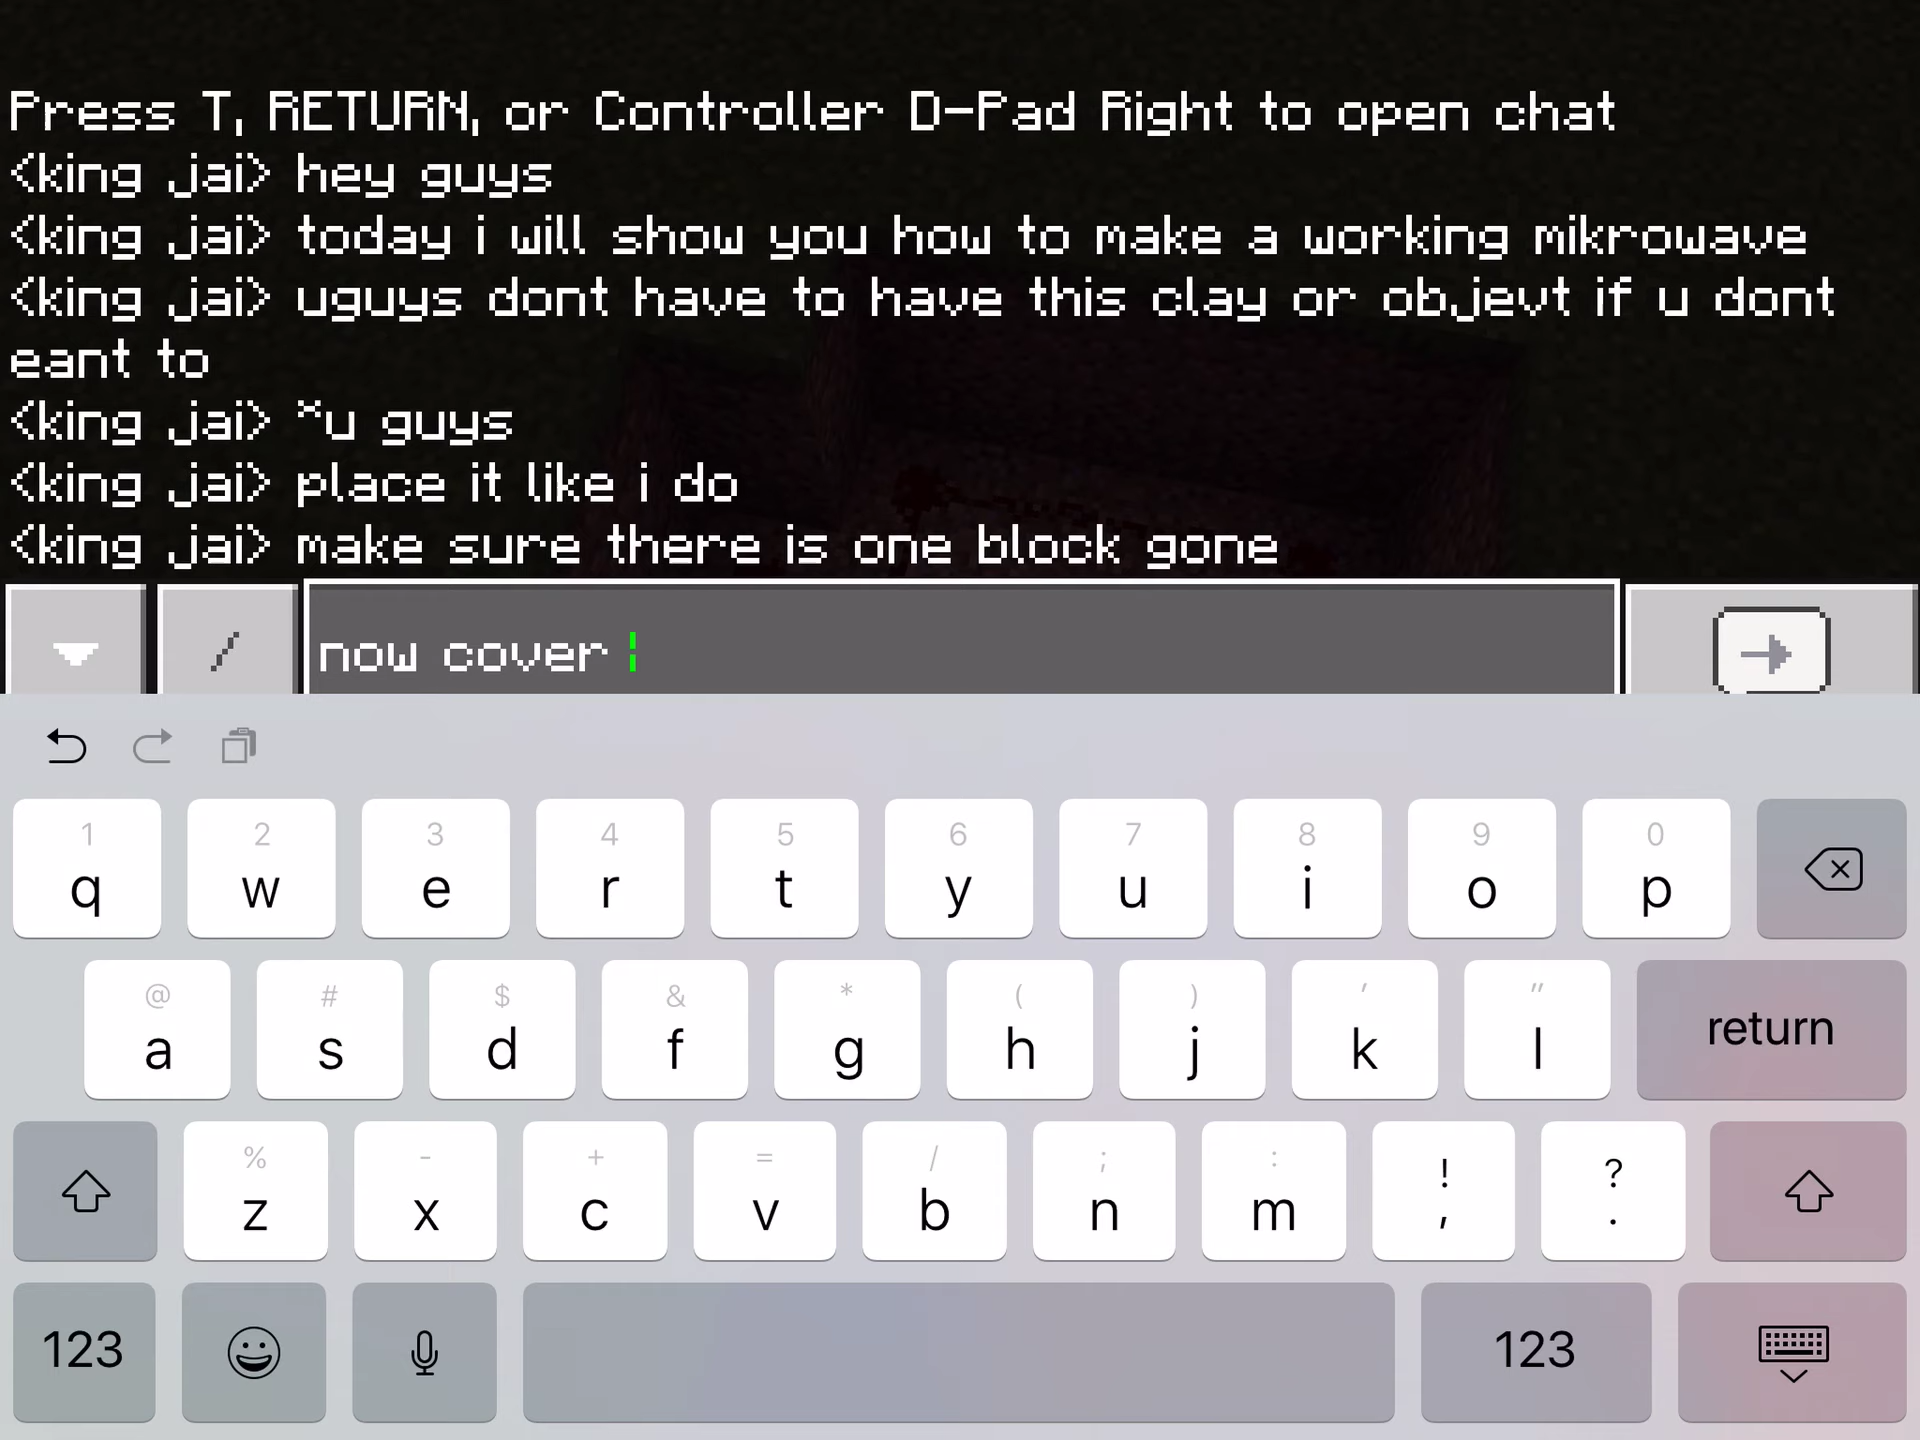 Press T, RETURN, or Controller D-Pad Right to open chat
<king jai> hey guys
<king jai> today i will show you how to make a working mikrowave
<king jai> uguys dont have to have this clay or objevt if u dont
eant to
<king jai> *u guys
<king jai> place it like i do
<king jai> make sure there is one block gone
/ now cover
1 2 3 4 5 6 7 8 9 0
q w e r t y u i o p
@ # $ & * ( ) ' "
a s d f g h j k l return
% - + = / ; : ! ?
z x c v b n m , .
123 123